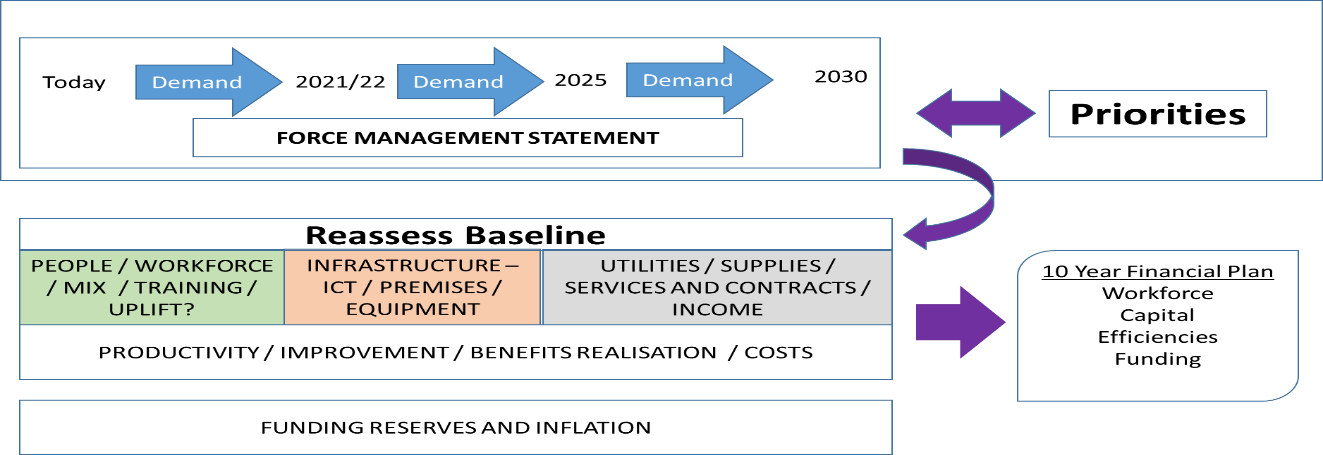 Today
Demand
2021/22
Demand
2025
Demand
2030
FORCE MANAGEMENT STATEMENT
Priorities
Reassess Baseline
PEOPLE / WORKFORCE
/ MIX / TRAINING /
UPLIFT?
INFRASTRUCTURE –
ICT / PREMISES /
EQUIPMENT
UTILITIES / SUPPLIES /
SERVICES AND CONTRACTS /
INCOME
PRODUCTIVITY / IMPROVEMENT / BENEFITS REALISATION / COSTS
10 Year Financial Plan
Workforce
Capital
Efficiencies
Funding
FUNDING RESERVES AND INFLATION